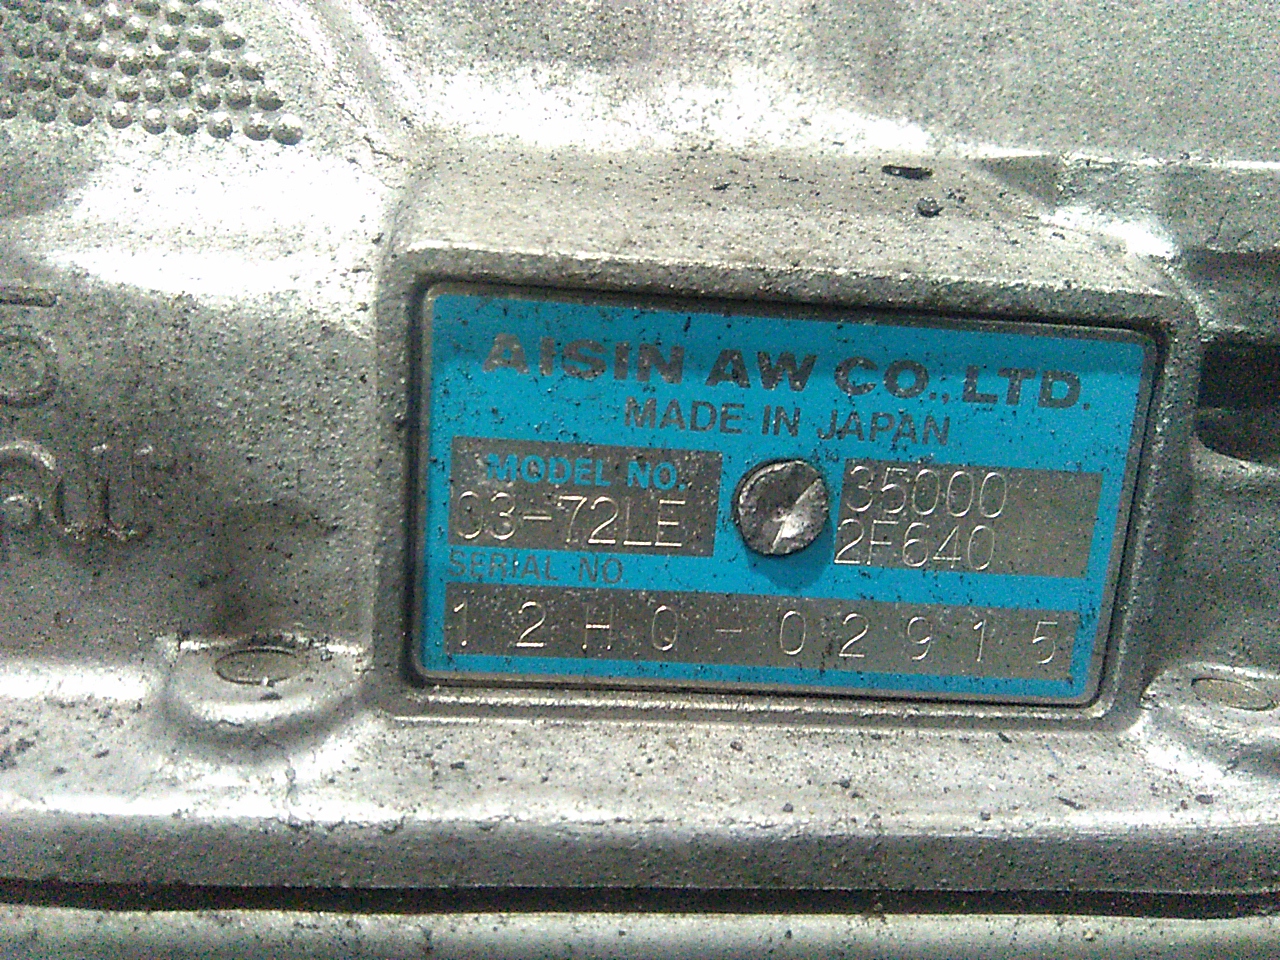 AISIN AW CO., LTD.
MADE IN JAPAN
MODEL NO.
03-72LE
35000
2F640
SERIAL NO.
12H0-02915